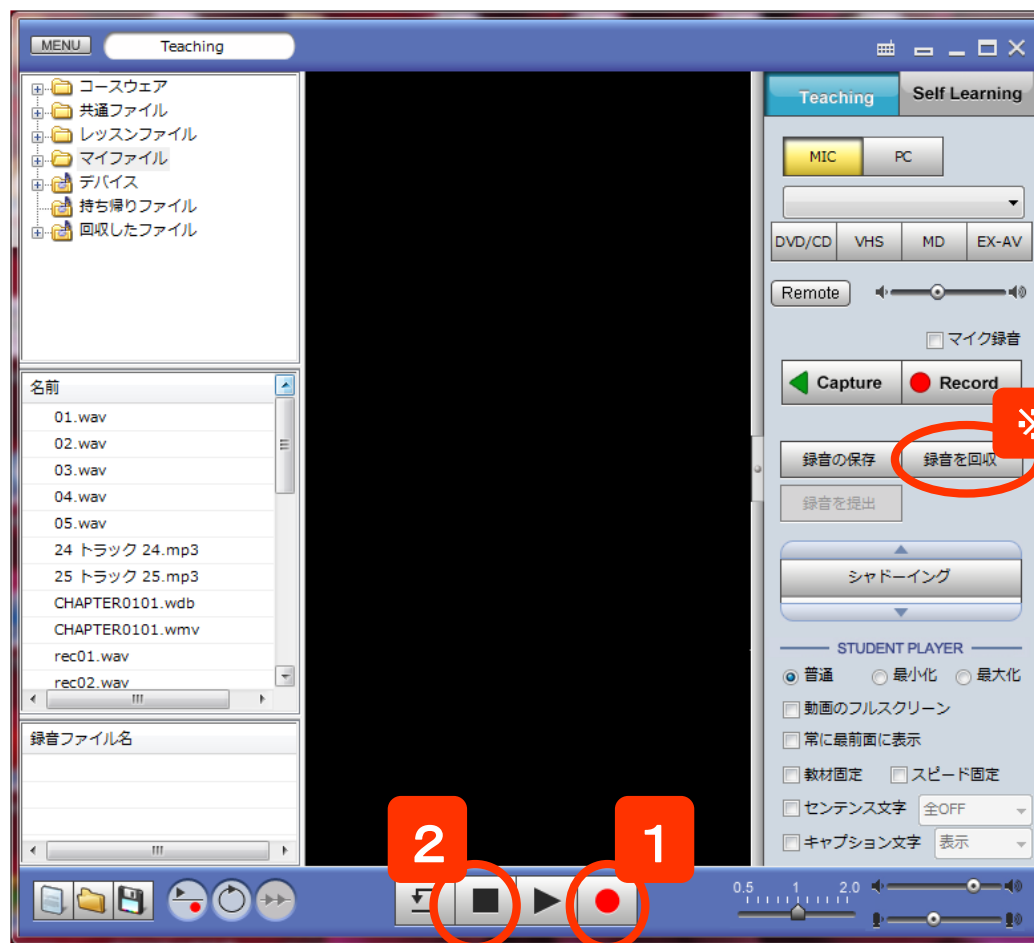 MENU Teaching
コースウェア
共通ファイル
レッスンファイル
マイファイル
デバイス
持ち帰りファイル
回収したファイル
名前
01.wav
02.wav
03.wav
04.wav
05.wav
24 トラック 24.mp3
25 トラック 25.mp3
CHAPTER0101.wdb
CHAPTER0101.wmv
rec01.wav
rec02.wav
録音ファイル名
Teaching Self Learning
MIC PC
DVD/CD VHS MD EX-AV
Remote
マイク録音
Capture Record
※
録音の保存 録音を回収
録音を提出
シャドーイング
STUDENT PLAYER
普通 最小化 最大化
動画のフルスクリーン
常に最前面に表示
教材固定 スピード固定
センテンス文字 全OFF
キャプション文字 表示
2 1
0.5 1 2.0